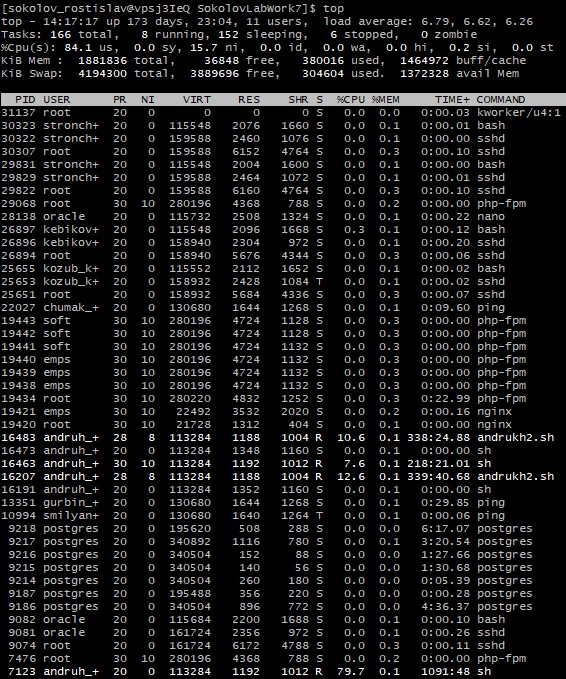 [sokolov_rostislav@vpsj3IeQ SokolovLabWork7]$ top
top - 14:17:17 up 173 days, 23:04, 11 users,  load average: 6.79, 6.62, 6.26
Tasks: 166 total,   8 running, 152 sleeping,   6 stopped,   0 zombie
%Cpu(s): 84.1 us,  0.0 sy, 15.7 ni,  0.0 id,  0.0 wa,  0.0 hi,  0.2 si,  0.0 st
KiB Mem :  1881836 total,    36848 free,   380016 used,  1464972 buff/cache
KiB Swap:  4194300 total,  3889696 free,   304604 used.  1372328 avail Mem
PID USER PR NI VIRT RES SHR S %CPU %MEM TIME+ COMMAND
31137 root 20 0 0 0 0 S 0.0 0.0 0:00.03 kworker/u4:1
30323 stronch+ 20 0 115548 2076 1660 S 0.0 0.1 0:00.01 bash
30322 stronch+ 20 0 159588 2460 1076 S 0.0 0.1 0:00.00 sshd
30307 root 20 0 159588 6152 4764 S 0.0 0.3 0:00.10 sshd
29831 stronch+ 20 0 115548 2004 1600 S 0.0 0.1 0:00.00 bash
29829 stronch+ 20 0 159588 2464 1072 S 0.0 0.1 0:00.01 sshd
29822 root 20 0 159588 6160 4764 S 0.0 0.3 0:00.10 sshd
29068 root 30 10 280196 4368 788 S 0.0 0.2 0:00.00 php-fpm
28138 oracle 20 0 115732 2508 1324 S 0.0 0.1 0:00.22 nano
26897 kebikov+ 20 0 115548 2096 1668 S 0.3 0.1 0:00.12 bash
26896 kebikov+ 20 0 158940 2304 972 S 0.0 0.1 0:00.20 sshd
26894 root 20 0 158940 5676 4344 S 0.0 0.3 0:00.06 sshd
25655 kozub_k+ 20 0 115552 2112 1652 S 0.0 0.1 0:00.02 bash
25653 kozub_k+ 20 0 158932 2428 1084 T 0.0 0.1 0:00.02 sshd
25651 root 20 0 158932 5684 4336 S 0.0 0.3 0:00.07 sshd
22027 chumak_+ 20 0 130680 1644 1268 S 0.0 0.1 0:09.60 ping
19443 soft 30 10 280196 4724 1128 S 0.0 0.3 0:00.00 php-fpm
19442 soft 30 10 280196 4724 1128 S 0.0 0.3 0:00.00 php-fpm
19441 soft 30 10 280196 4724 1128 S 0.0 0.3 0:00.00 php-fpm
19440 emps 30 10 280196 4724 1132 S 0.0 0.3 0:00.00 php-fpm
19439 emps 30 10 280196 4724 1132 S 0.0 0.3 0:00.00 php-fpm
19438 emps 30 10 280196 4724 1132 S 0.0 0.3 0:00.00 php-fpm
19434 root 30 10 280220 4832 1252 S 0.0 0.3 0:22.99 php-fpm
19421 emps 30 10 22492 3532 2020 S 0.0 0.2 0:00.16 nginx
19420 root 30 10 21728 1312 404 S 0.0 0.1 0:00.00 nginx
16483 andruh_+ 28 8 113284 1188 1004 R 10.6 0.1 338:24.88 andrukh2.sh
16473 andruh_+ 20 0 113284 1348 1160 S 0.0 0.1 0:00.00 sh
16463 andruh_+ 30 10 113284 1192 1012 R 7.6 0.1 218:21.01 sh
16207 andruh_+ 28 8 113284 1188 1004 R 12.6 0.1 339:40.68 andrukh2.sh
16191 andruh_+ 20 0 113284 1352 1160 S 0.0 0.1 0:00.00 sh
13351 gurbin_+ 20 0 130680 1644 1268 S 0.0 0.1 0:29.85 ping
10994 smilyan+ 20 0 130680 1640 1264 T 0.0 0.1 0:00.06 ping
9218 postgres 20 0 195620 508 288 S 0.0 0.0 6:17.07 postgres
9217 postgres 20 0 340892 1116 780 S 0.0 0.1 3:20.54 postgres
9216 postgres 20 0 340504 152 88 S 0.0 0.0 1:27.66 postgres
9215 postgres 20 0 340504 140 56 S 0.0 0.0 1:30.68 postgres
9214 postgres 20 0 340504 260 180 S 0.0 0.0 0:05.39 postgres
9187 postgres 20 0 195488 356 220 S 0.0 0.0 0:00.28 postgres
9186 postgres 20 0 340504 896 772 S 0.0 0.0 4:36.37 postgres
9082 oracle 20 0 115684 2200 1688 S 0.0 0.1 0:00.10 bash
9081 oracle 20 0 161724 2356 972 S 0.0 0.1 0:00.26 sshd
9074 root 20 0 161724 6172 4788 S 0.0 0.3 0:00.11 sshd
7476 root 30 10 280196 4368 788 S 0.0 0.2 0:00.00 php-fpm
7123 andruh_+ 20 0 113284 1192 1012 R 79.7 0.1 1091:48 sh